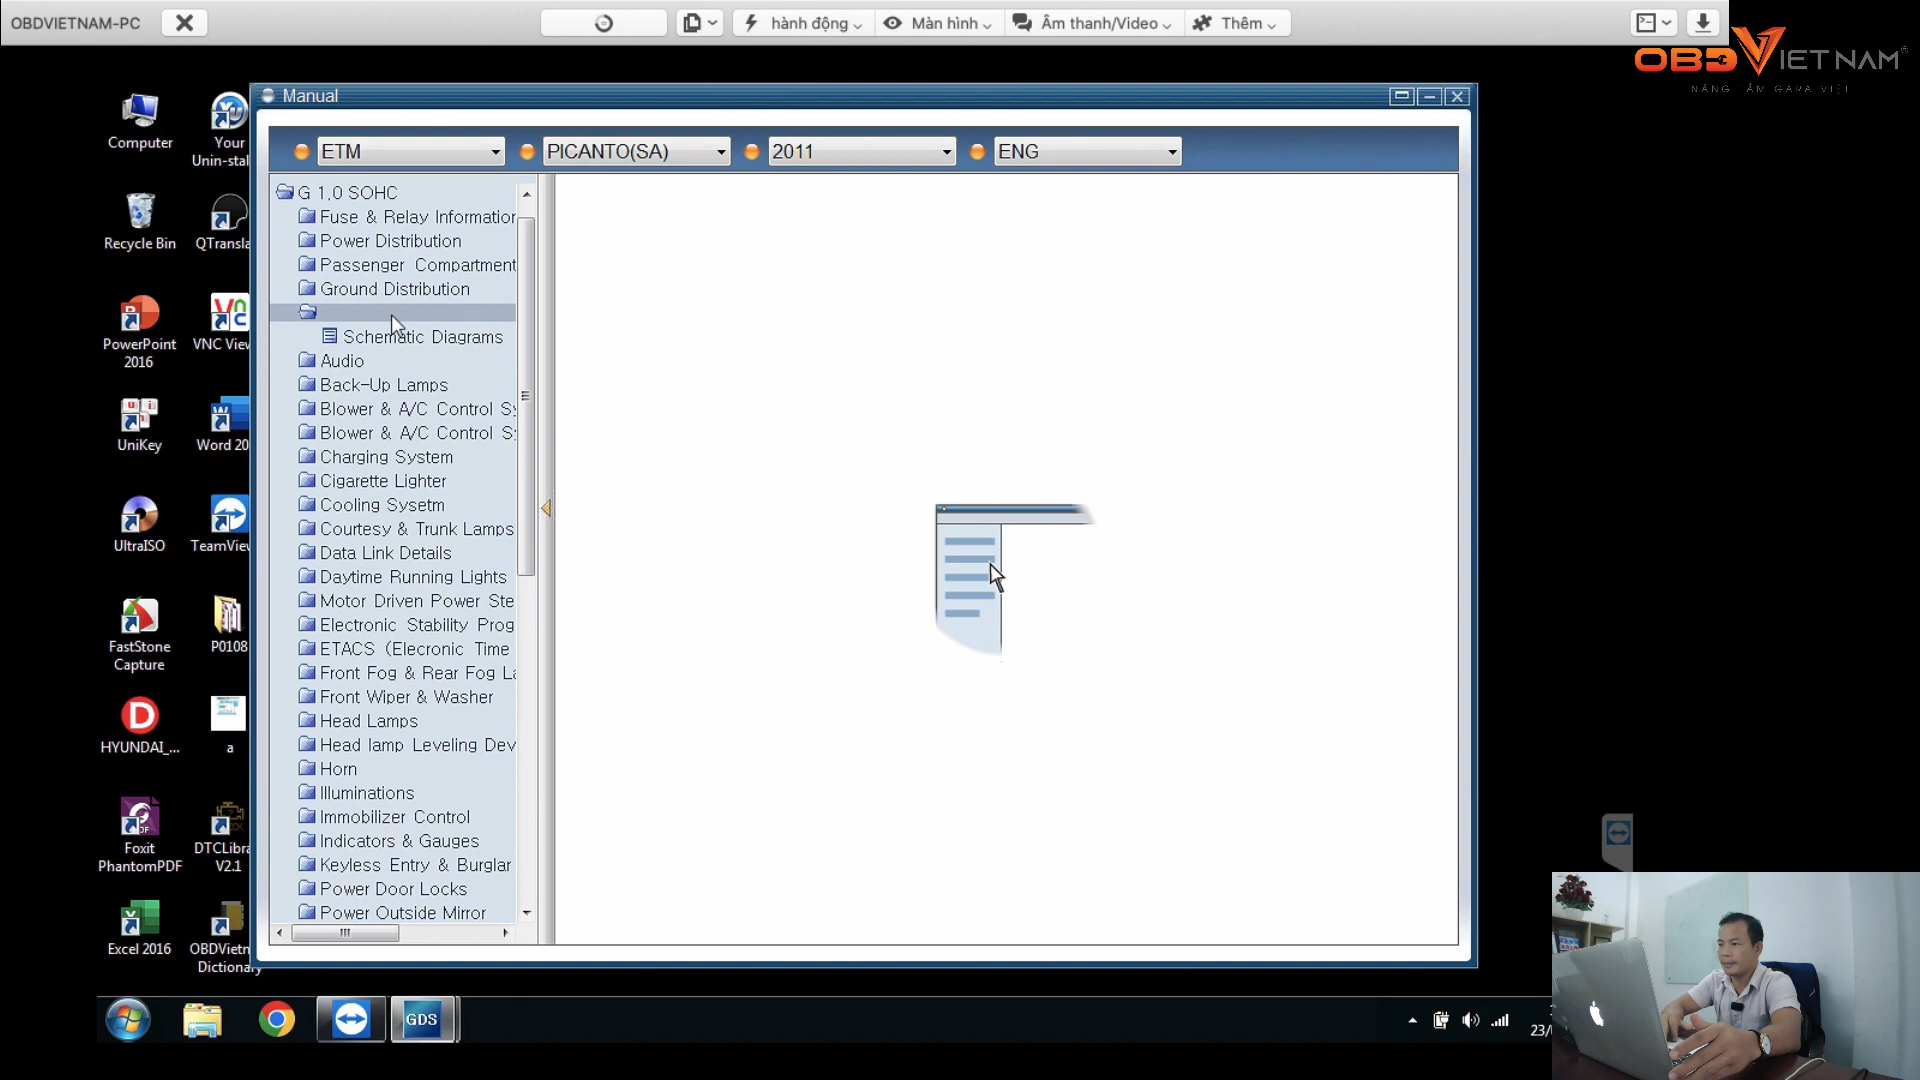 OBDVIETNAM-PC
hành động
Màn hình
Âm thanh/Video
Thêm
OBDVIETNAM®
Manual
ETM
PICANTO(SA)
2011
ENG
G 1.0 SOHC
Fuse & Relay Information
Power Distribution
Passenger Compartment
Ground Distribution
Schematic Diagrams
Audio
Back-Up Lamps
Blower & A/C Control Sy
Blower & A/C Control Sy
Charging System
Cigarette Lighter
Cooling Sysetm
Courtesy & Trunk Lamps
Data Link Details
Daytime Running Lights
Motor Driven Power Ste
Electronic Stability Prog
ETACS (Elecronic Time
Front Fog & Rear Fog La
Front Wiper & Washer
Head Lamps
Head lamp Leveling Dev
Horn
Illuminations
Immobilizer Control
Indicators & Gauges
Keyless Entry & Burglar
Power Door Locks
Power Outside Mirror
Computer
Your
Unin-stal
Recycle Bin
QTransla
PowerPoint
2016
VNC View
UniKey
Word 20
UltraISO
TeamView
FastStone
Capture
P0108
HYUNDAI_...
a
Foxit
PhantomPDF
DTCLibra
V2.1
Excel 2016
OBDVietn
Dictionary
GDS
23/